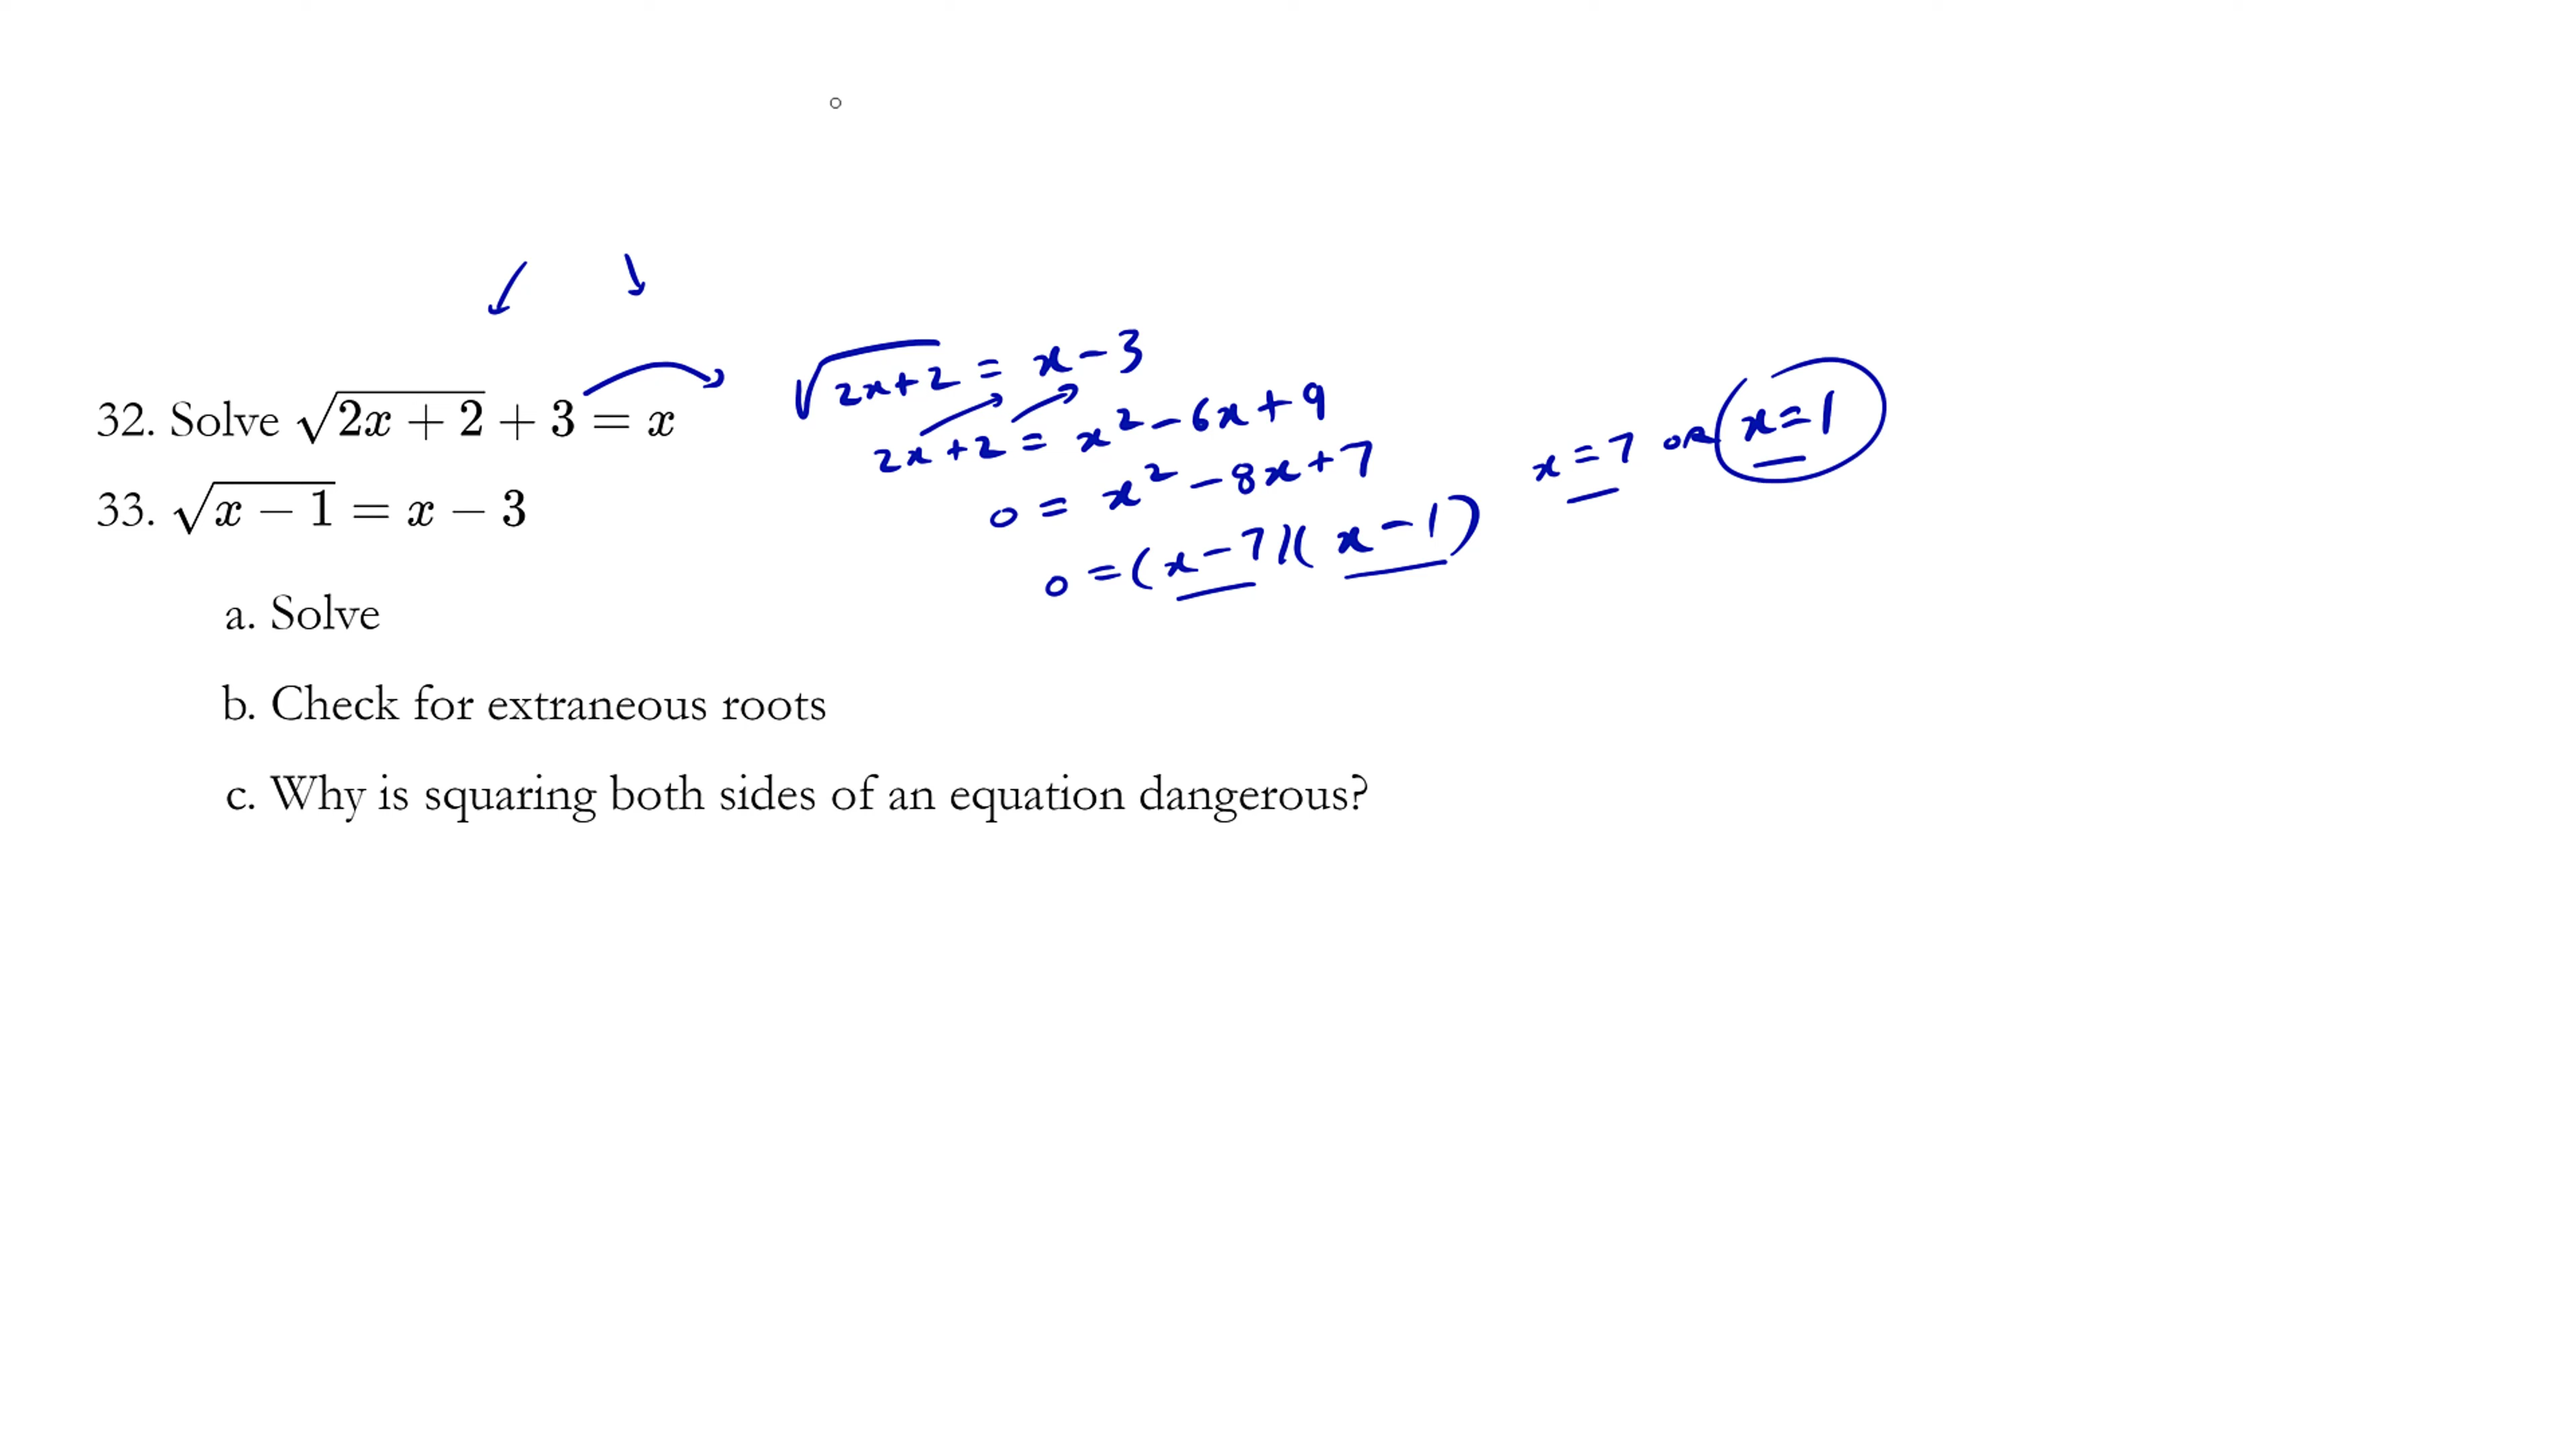 32. Solve √(2x + 2) + 3 = x
√(2x+2) = x - 3
2x+2 = x² - 6x + 9
0 = x² - 8x + 7
0 = (x - 7)(x - 1)
x = 7 OR x = 1
33. √(x − 1) = x − 3
a. Solve
b. Check for extraneous roots
c. Why is squaring both sides of an equation dangerous?